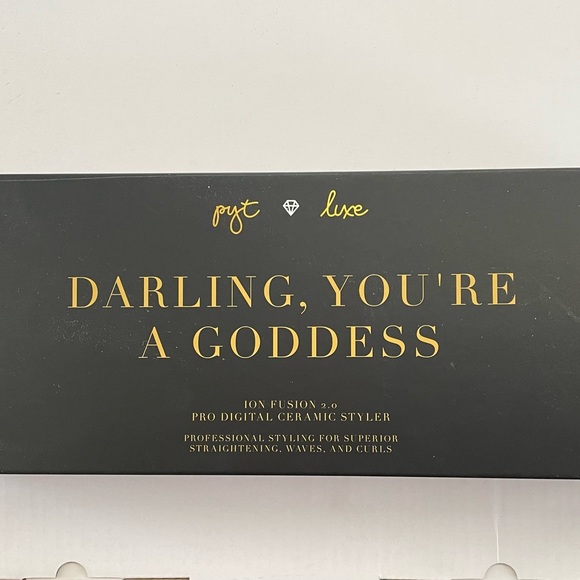 pyt luxe
DARLING, YOU'RE
A GODDESS
ION FUSION 2.0
PRO DIGITAL CERAMIC STYLER
PROFESSIONAL STYLING FOR SUPERIOR
STRAIGHTENING, WAVES, AND CURLS